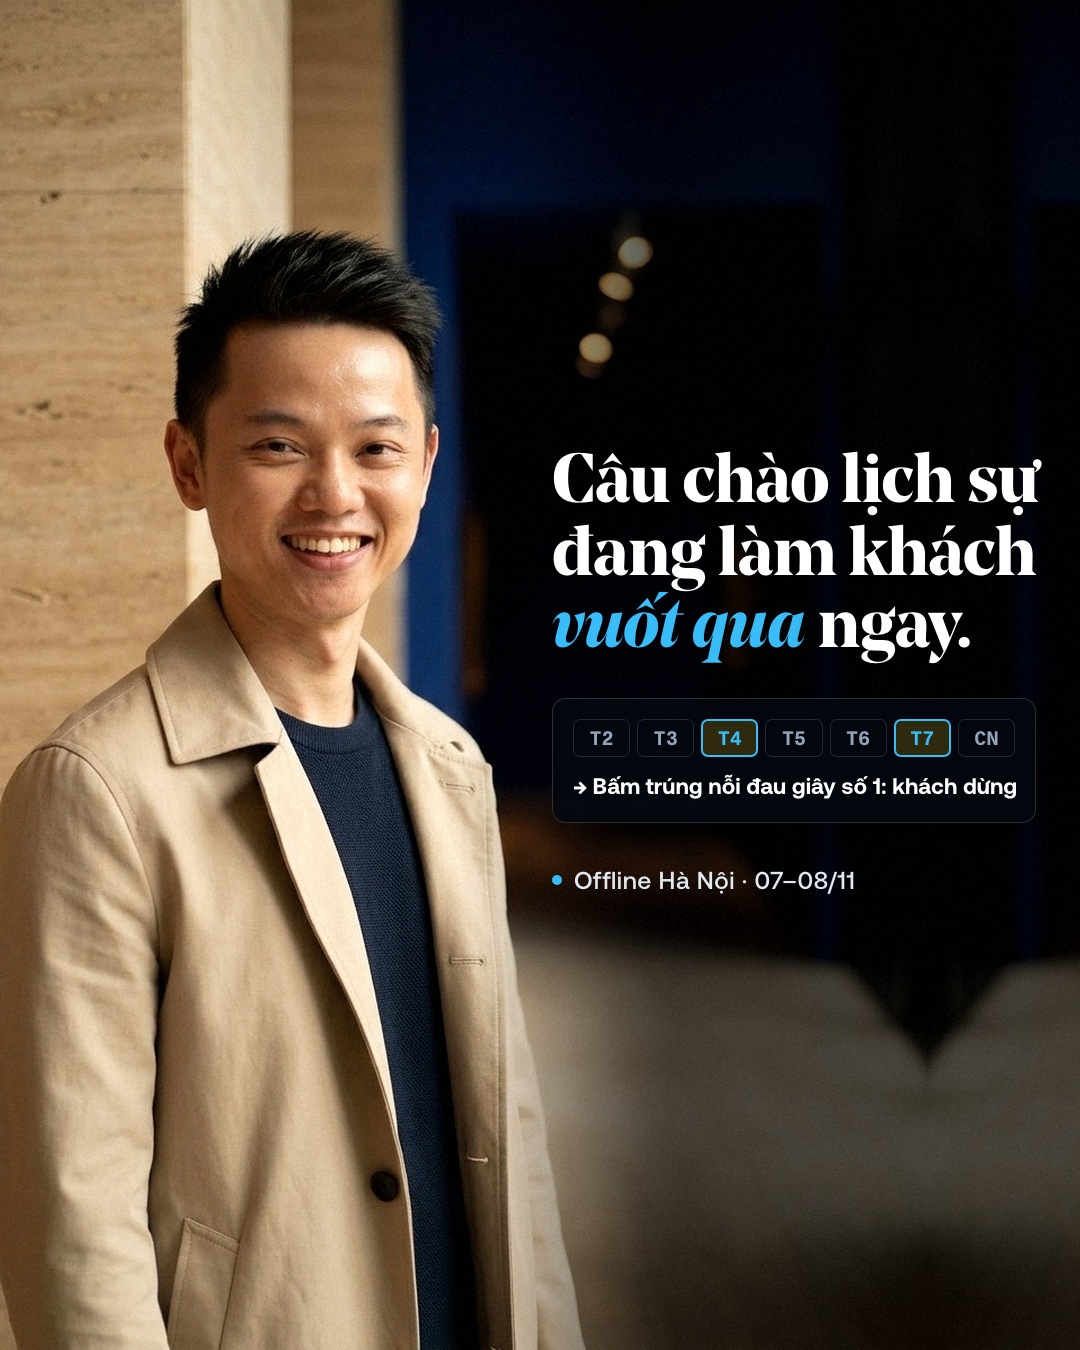 Câu chào lịch sự
đang làm khách
vuốt qua ngay.
T2 T3 T4 T5 T6 T7 CN
→ Bấm trúng nỗi đau giây số 1: khách dừng
• Offline Hà Nội · 07–08/11